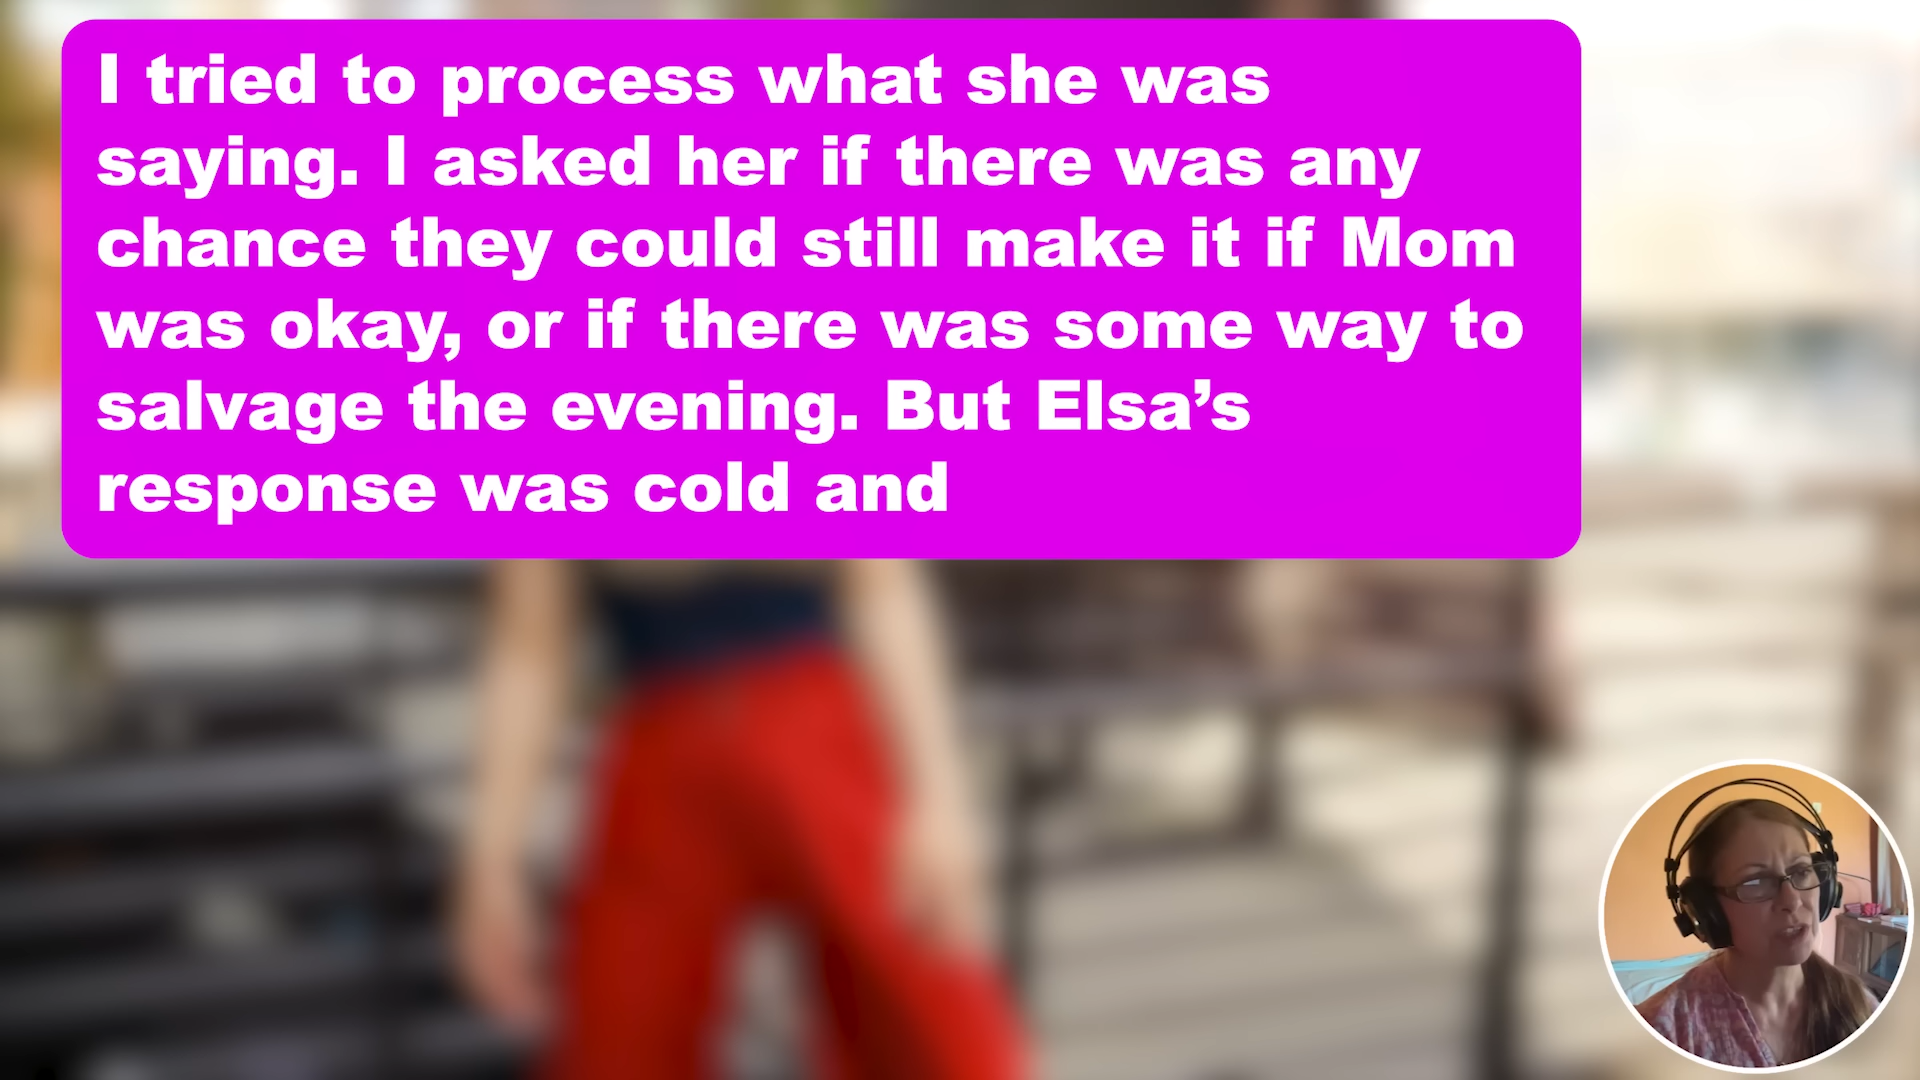 I tried to process what she was
saying. I asked her if there was any
chance they could still make it if Mom
was okay, or if there was some way to
salvage the evening. But Elsa’s
response was cold and